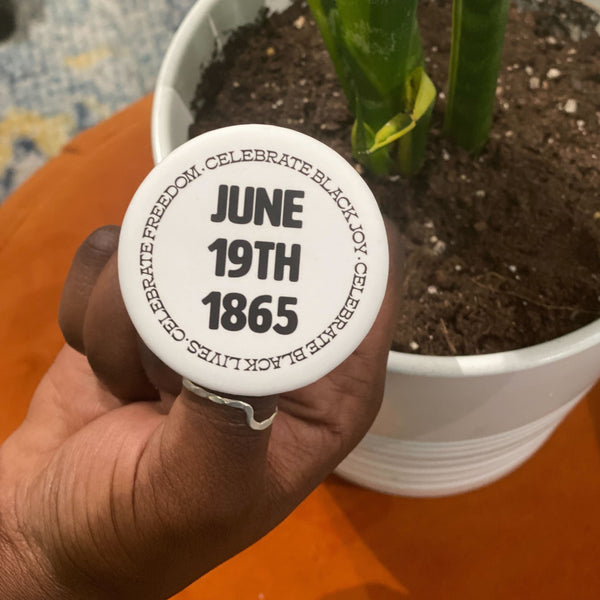 JUNE
19TH
1865
CELEBRATE FREEDOM · CELEBRATE BLACK JOY · CELEBRATE BLACK LIVES ·